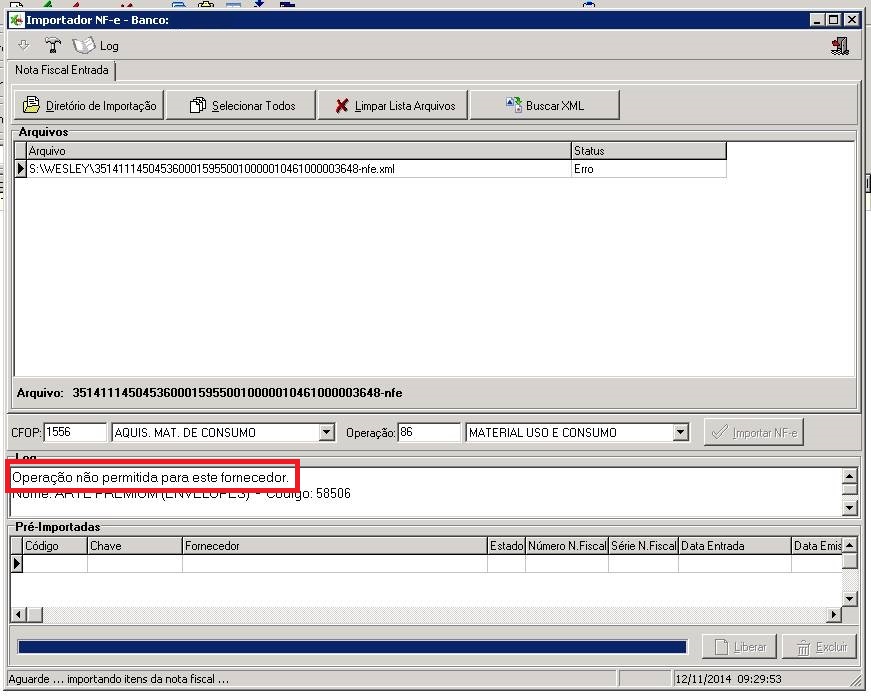 Importador NF-e - Banco:
Log
Nota Fiscal Entrada
Diretório de Importação Selecionar Todos Limpar Lista Arquivos Buscar XML
Arquivos
Arquivo Status
S:\WESLEY\35141114504536000159550010000010461000003648-nfe.xml Erro
Arquivo: 35141114504536000159550010000010461000003648-nfe
CFOP: 1556 AQUIS. MAT. DE CONSUMO Operação: 86 MATERIAL USO E CONSUMO Importar NF-e
Log
Operação não permitida para este fornecedor.
Nome: ARTE PREMIUM (ENVELOPES) - Código: 58506
Pré-Importadas
Código Chave Fornecedor Estado Número N.Fiscal Série N.Fiscal Data Entrada Data Emis
Liberar Excluir
Aguarde ... importando itens da nota fiscal ... 12/11/2014 09:29:53